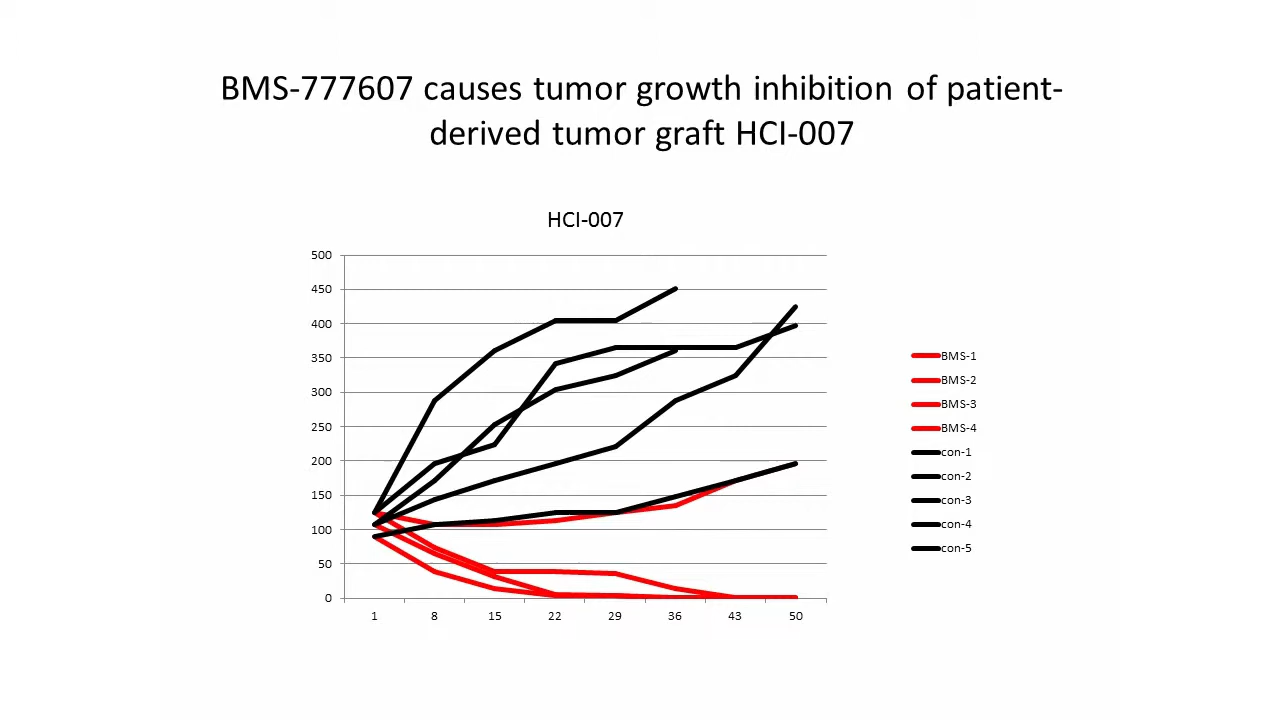 BMS-777607 causes tumor growth inhibition of patient-
derived tumor graft HCI-007
HCI-007
500
450
400
350
300
250
200
150
100
50
0
1 8 15 22 29 36 43 50
BMS-1
BMS-2
BMS-3
BMS-4
con-1
con-2
con-3
con-4
con-5